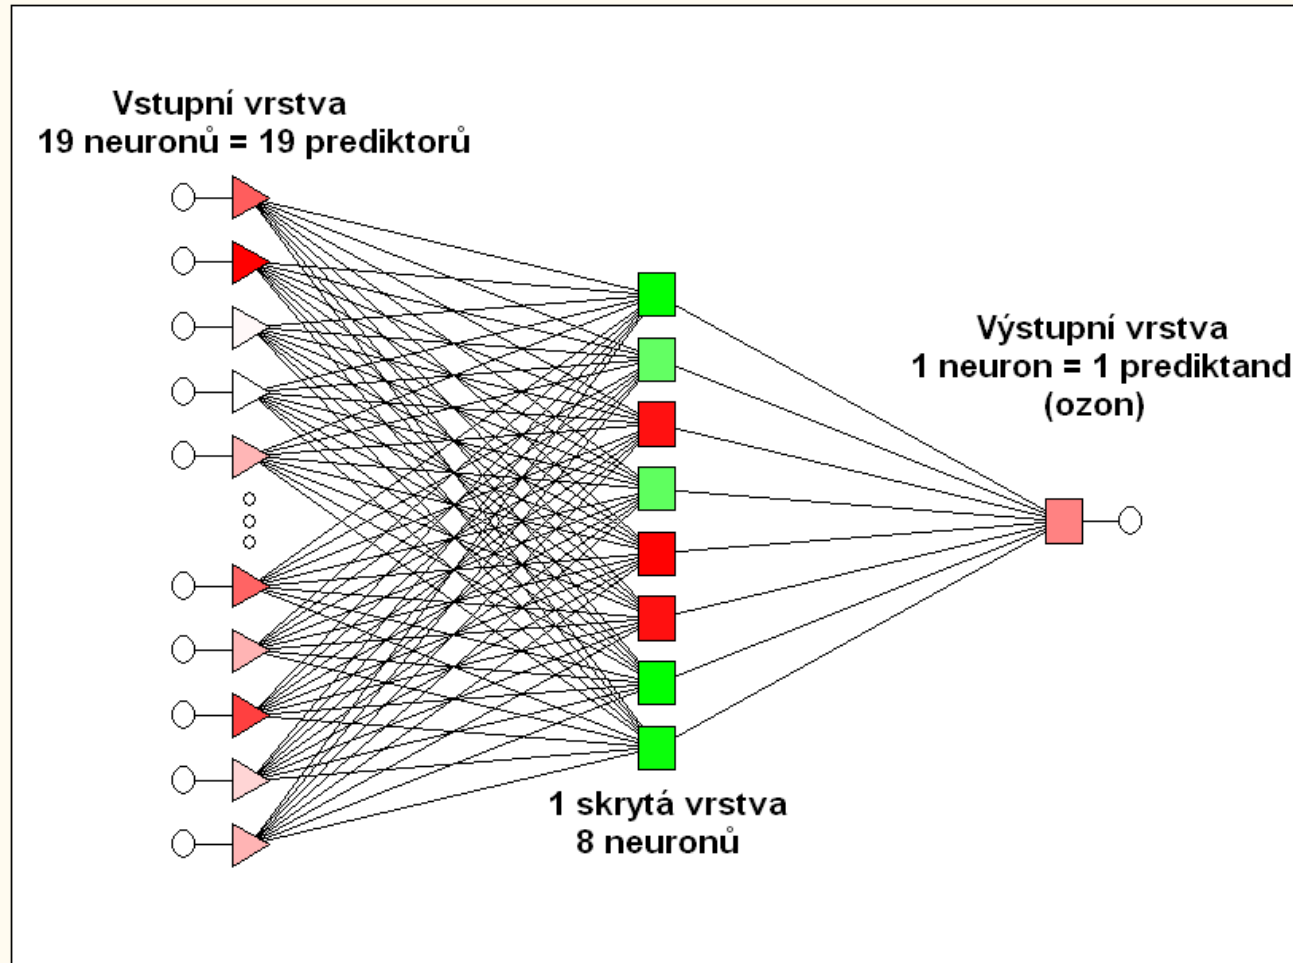 Vstupní vrstva
19 neuronů = 19 prediktorů
Výstupní vrstva
1 neuron = 1 prediktand
(ozon)
1 skrytá vrstva
8 neuronů